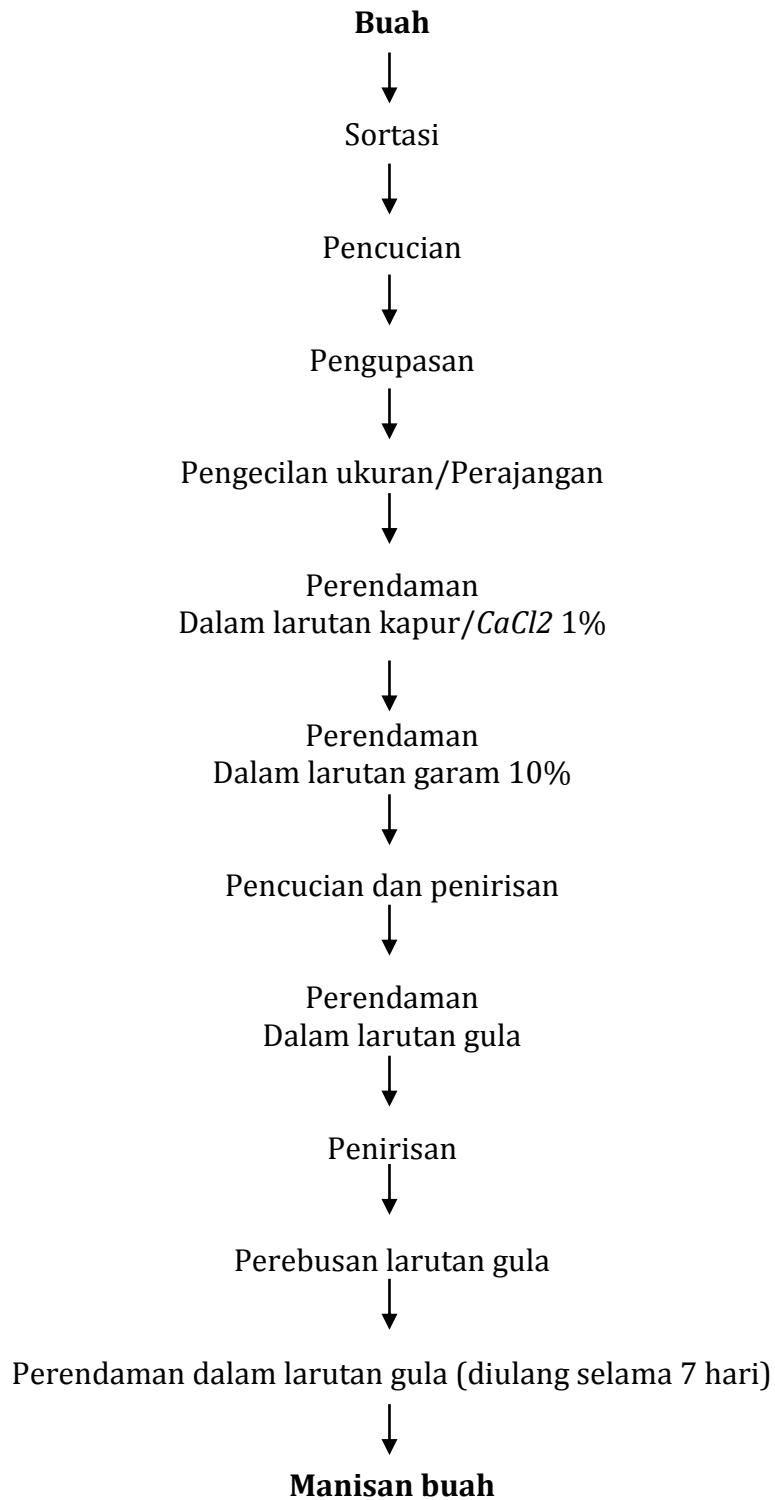 Buah
Sortasi
Pencucian
Pengupasan
Pengecilan ukuran/Perajangan
Perendaman
Dalam larutan kapur/CaCl2 1%
Perendaman
Dalam larutan garam 10%
Pencucian dan penirisan
Perendaman
Dalam larutan gula
Penirisan
Perebusan larutan gula
Perendaman dalam larutan gula (diulang selama 7 hari)
Manisan buah